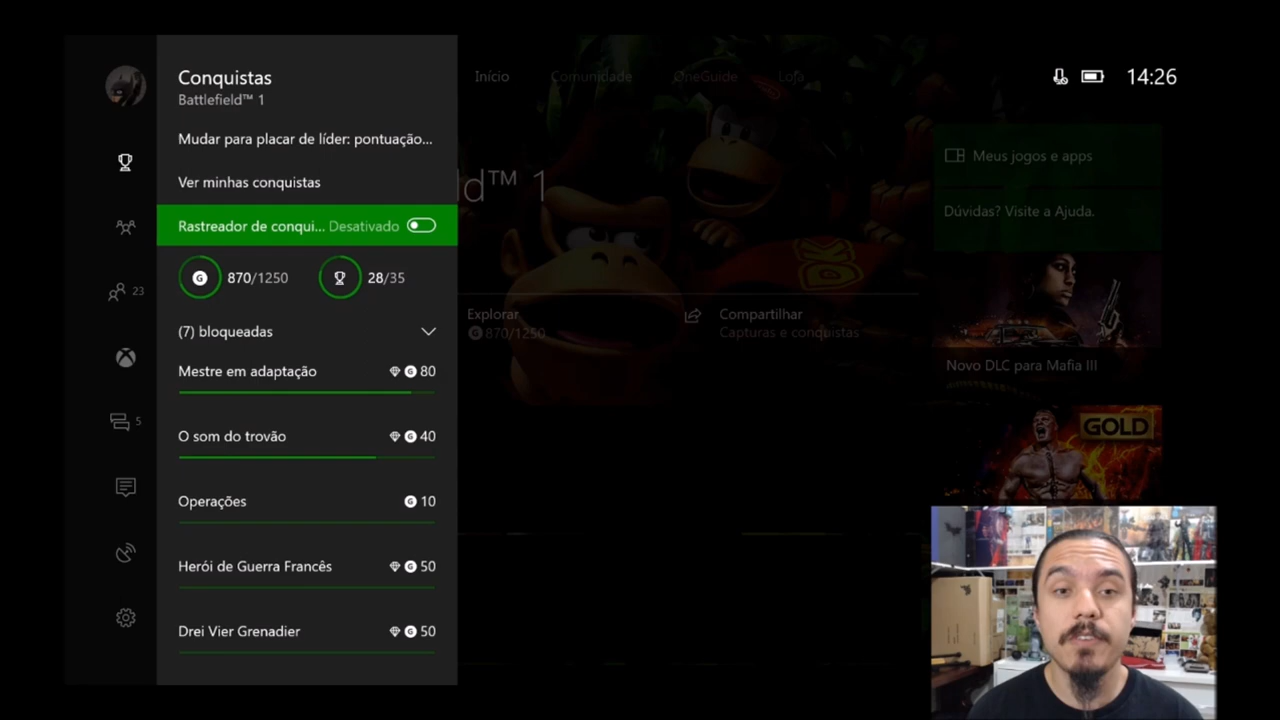 Conquistas
Battlefield™ 1
Mudar para placar de líder: pontuação...
Ver minhas conquistas
Rastreador de conqui... Desativado
G 870/1250 28/35
(7) bloqueadas
Mestre em adaptação G 80
O som do trovão G 40
Operações G 10
Herói de Guerra Francês G 50
Drei Vier Grenadier G 50
23
5
Início Comunidade OneGuide Loja
14:26
ld™ 1
DK
Explorar
G 870/1250
Compartilhar
Capturas e conquistas
Meus jogos e apps
Dúvidas? Visite a Ajuda.
Novo DLC para Mafia III
GOLD